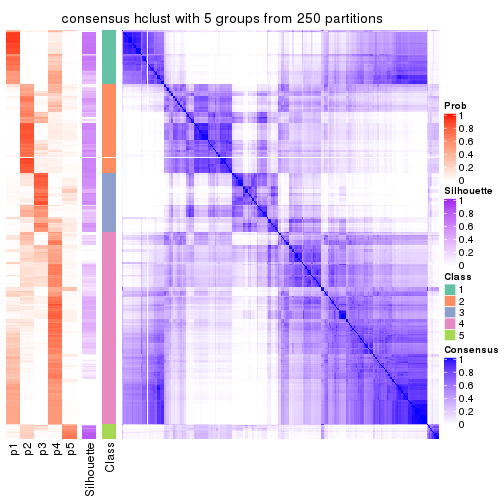 consensus hclust with 5 groups from 250 partitions
Prob
1
0.8
0.6
0.4
0.2
0
Silhouette
1
0.8
0.6
0.4
0.2
0
Class
1
2
3
4
5
Consensus
1
0.8
0.6
0.4
0.2
0
p1
p2
p3
p4
p5
Silhouette
Class